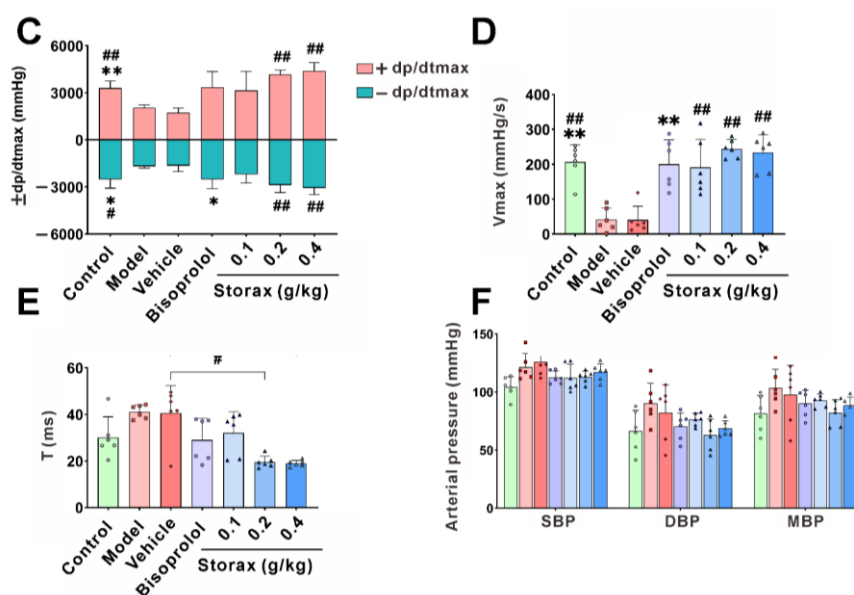 C
±dp/dtmax (mmHg)
6000
3000
0
−3000
−6000
##
**
##
##
*
#
*
##
##
+ dp/dtmax
− dp/dtmax
Control
Model
Vehicle
Bisoprolol
0.1
0.2
0.4
Storax (g/kg)
D
Vmax (mmHg/s)
400
300
200
100
0
##
**
**
##
##
##
Control
Model
Vehicle
Bisoprolol
0.1
0.2
0.4
Storax (g/kg)
E
T (ms)
60
40
20
0
#
Control
Model
Vehicle
Bisoprolol
0.1
0.2
0.4
Storax (g/kg)
F
Arterial pressure (mmHg)
150
100
50
0
SBP
DBP
MBP